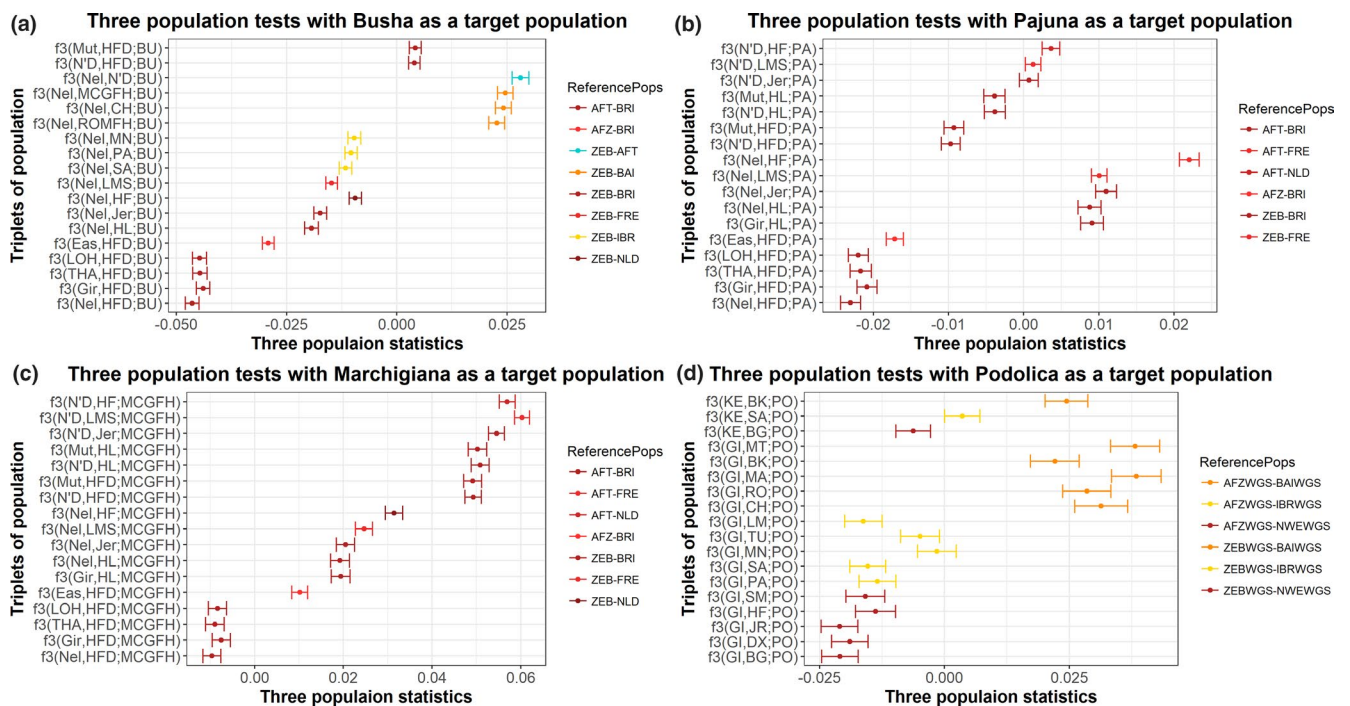 (a) Three population tests with Busha as a target population
Triplets of population
f3(Mut,HFD;BU)
f3(N'D,HFD;BU)
f3(Nel,N'D;BU)
f3(Nel,MCGFH;BU)
f3(Nel,CH;BU)
f3(Nel,ROMFH;BU)
f3(Nel,MN;BU)
f3(Nel,PA;BU)
f3(Nel,SA;BU)
f3(Nel,LMS;BU)
f3(Nel,HF;BU)
f3(Nel,Jer;BU)
f3(Nel,HL;BU)
f3(Eas,HFD;BU)
f3(LOH,HFD;BU)
f3(THA,HFD;BU)
f3(Gir,HFD;BU)
f3(Nel,HFD;BU)
-0.050 -0.025 0.000 0.025
Three populaion statistics
ReferencePops
AFT-BRI
AFZ-BRI
ZEB-AFT
ZEB-BAI
ZEB-BRI
ZEB-FRE
ZEB-IBR
ZEB-NLD
(b) Three population tests with Pajuna as a target population
Triplets of population
f3(N'D,HF;PA)
f3(N'D,LMS;PA)
f3(N'D,Jer;PA)
f3(Mut,HL;PA)
f3(N'D,HL;PA)
f3(Mut,HFD;PA)
f3(N'D,HFD;PA)
f3(Nel,HF;PA)
f3(Nel,LMS;PA)
f3(Nel,Jer;PA)
f3(Nel,HL;PA)
f3(Gir,HL;PA)
f3(Eas,HFD;PA)
f3(LOH,HFD;PA)
f3(THA,HFD;PA)
f3(Gir,HFD;PA)
f3(Nel,HFD;PA)
-0.02 -0.01 0.00 0.01 0.02
Three populaion statistics
ReferencePops
AFT-BRI
AFT-FRE
AFT-NLD
AFZ-BRI
ZEB-BRI
ZEB-FRE
(c) Three population tests with Marchigiana as a target population
Triplets of population
f3(N'D,HF;MCGFH)
f3(N'D,LMS;MCGFH)
f3(N'D,Jer;MCGFH)
f3(Mut,HL;MCGFH)
f3(N'D,HL;MCGFH)
f3(Mut,HFD;MCGFH)
f3(N'D,HFD;MCGFH)
f3(Nel,HF;MCGFH)
f3(Nel,LMS;MCGFH)
f3(Nel,Jer;MCGFH)
f3(Nel,HL;MCGFH)
f3(Gir,HL;MCGFH)
f3(Eas,HFD;MCGFH)
f3(LOH,HFD;MCGFH)
f3(THA,HFD;MCGFH)
f3(Gir,HFD;MCGFH)
f3(Nel,HFD;MCGFH)
0.00 0.02 0.04 0.06
Three populaion statistics
ReferencePops
AFT-BRI
AFT-FRE
AFT-NLD
AFZ-BRI
ZEB-BRI
ZEB-FRE
ZEB-NLD
(d) Three population tests with Podolica as a target population
Triplets of population
f3(KE,BK;PO)
f3(KE,SA;PO)
f3(KE,BG;PO)
f3(GI,MT;PO)
f3(GI,BK;PO)
f3(GI,MA;PO)
f3(GI,RO;PO)
f3(GI,CH;PO)
f3(GI,LM;PO)
f3(GI,TU;PO)
f3(GI,MN;PO)
f3(GI,SA;PO)
f3(GI,PA;PO)
f3(GI,SM;PO)
f3(GI,HF;PO)
f3(GI,JR;PO)
f3(GI,DX;PO)
f3(GI,BG;PO)
-0.025 0.000 0.025
Three populaion statistics
ReferencePops
AFZWGS-BAIWGS
AFZWGS-IBRWGS
AFZWGS-NWEWGS
ZEBWGS-BAIWGS
ZEBWGS-IBRWGS
ZEBWGS-NWEWGS